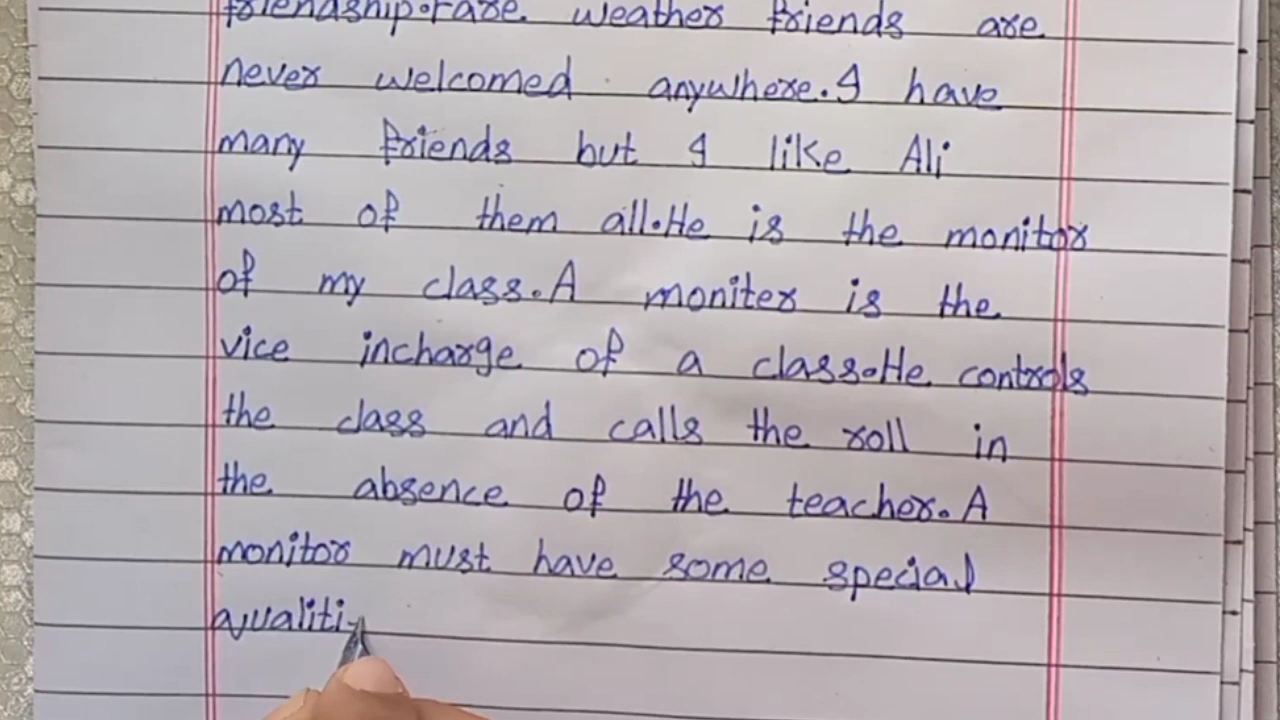 friendship.Fare weather friends are
never welcomed anywhere.I have
many friends but I like Ali
most of them all.He is the monitor
of my class.A moniter is the
vice incharge of a class.He controls
the class and calls the roll in
the absence of the teacher.A
monitor must have some special
qualiti